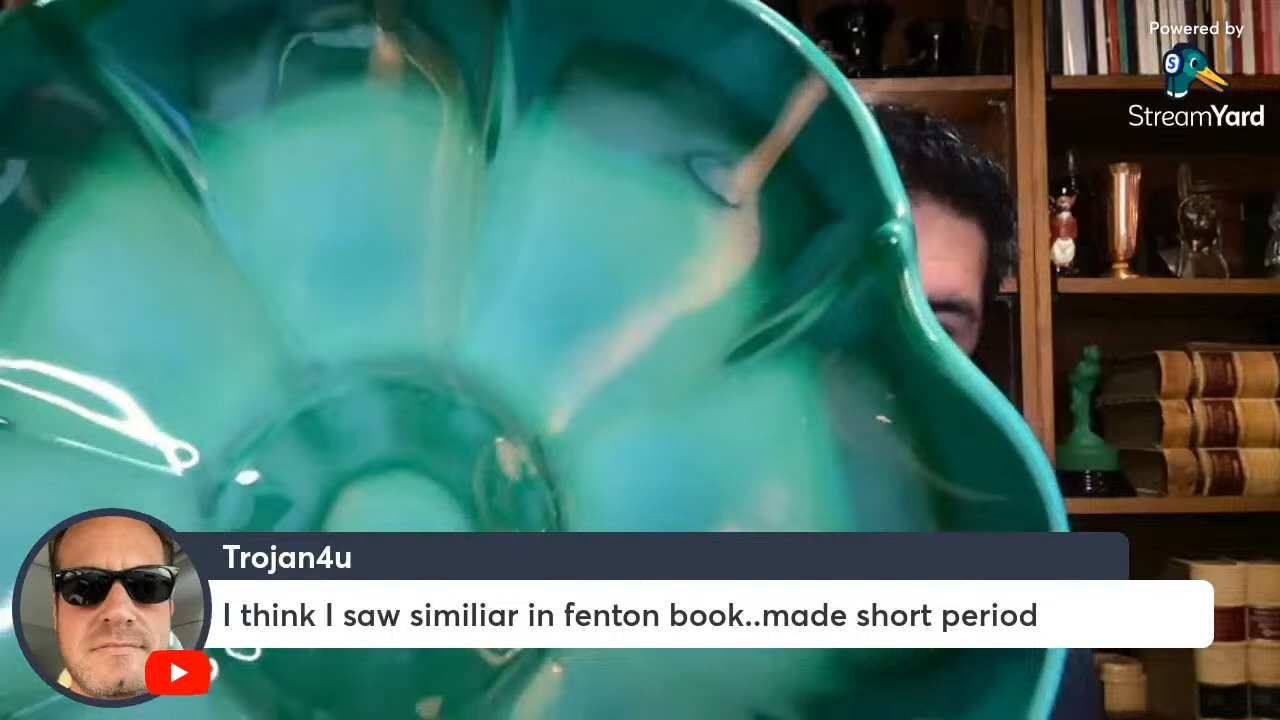 Powered by
StreamYard
Trojan4u
I think I saw similiar in fenton book..made short period